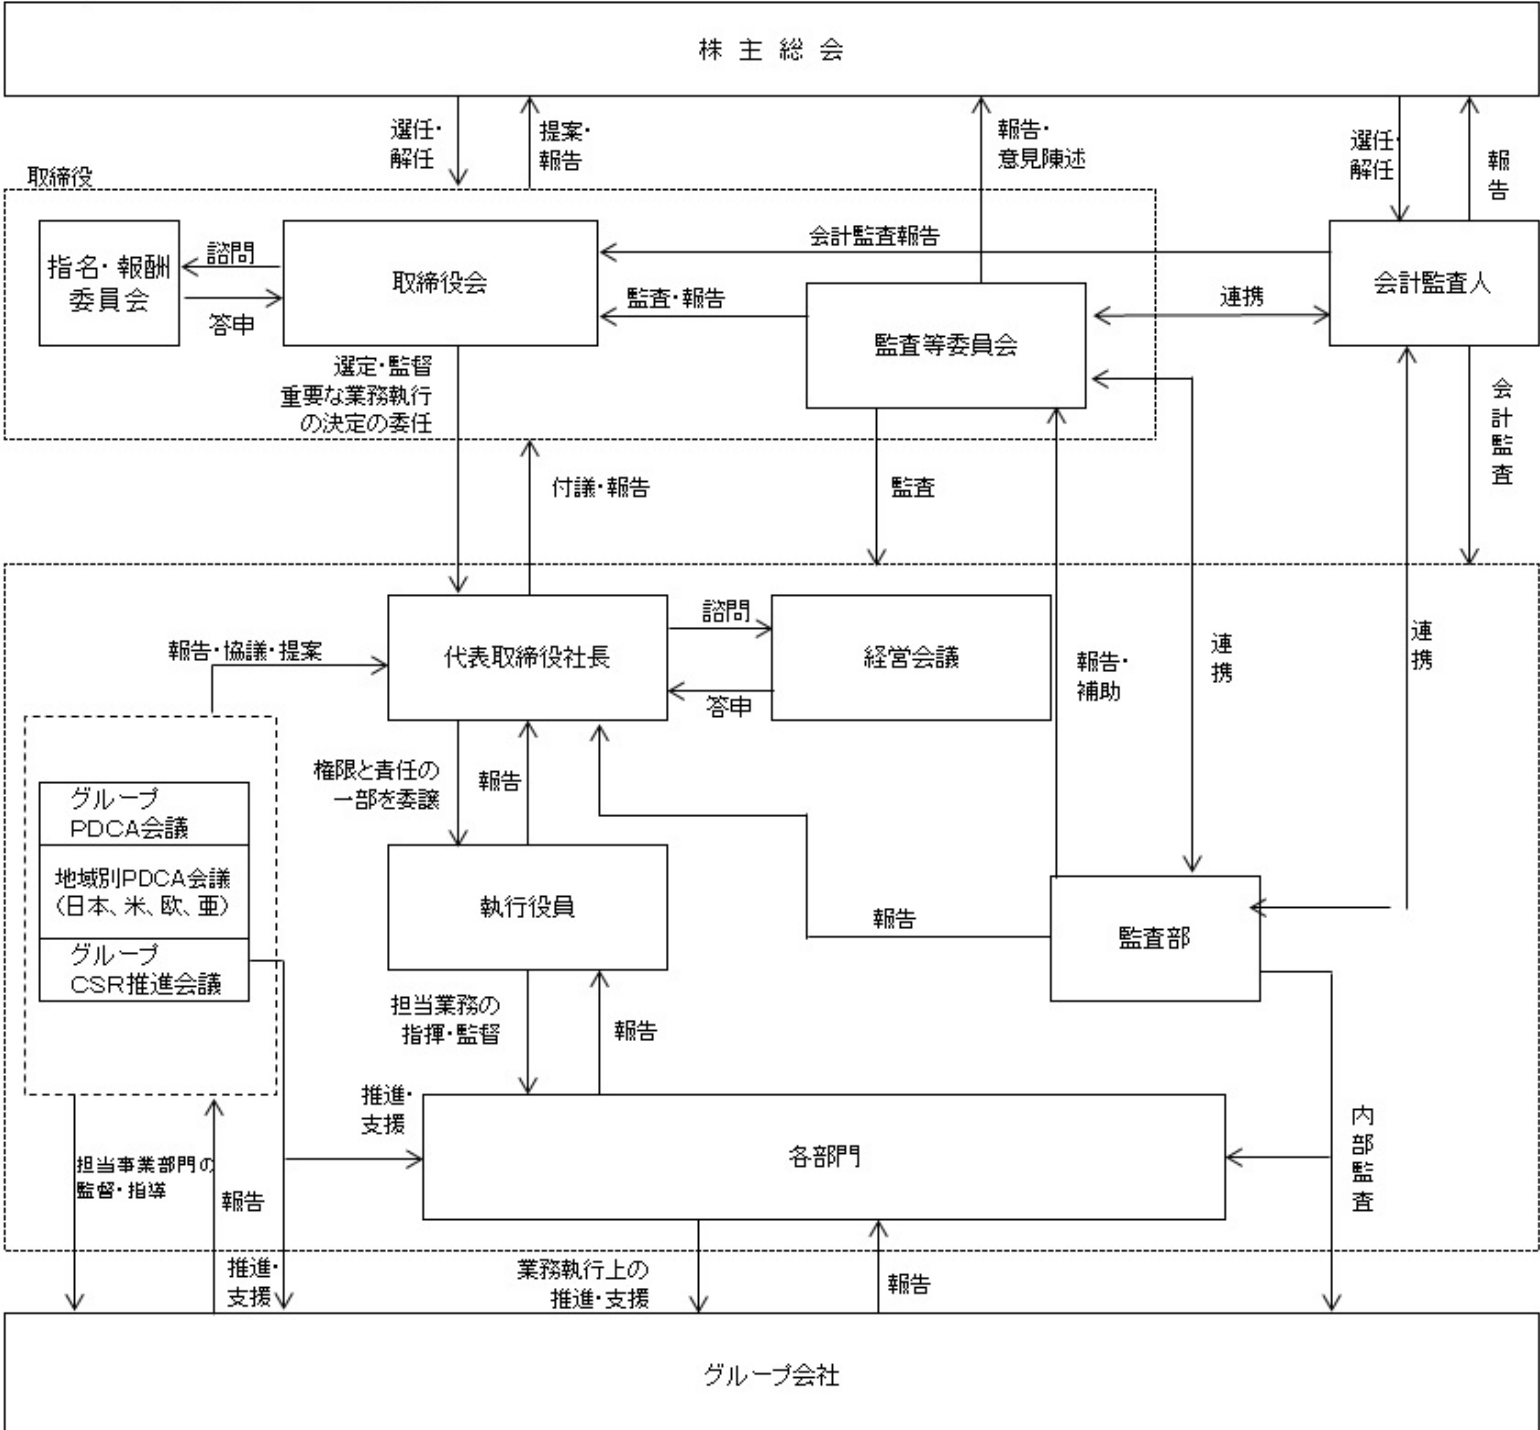 株主総会
選任・
解任
提案・
報告
報告・
意見陳述
選任・
解任
報
告
取締役
指名・報酬
委員会
諮問
答申
取締役会
会計監査報告
監査・報告
監査等委員会
連携
会計監査人
選定・監督
重要な業務執行
の決定の委任
付議・報告
監査
会
計
監
査
報告・協議・提案
代表取締役社長
諮問
答申
経営会議
報告・
補助
連
携
連
携
権限と責任の
一部を委譲
報告
グループ
PDCA会議
地域別PDCA会議
(日本、米、欧、亜)
グループ
CSR推進会議
執行役員
報告
監査部
担当業務の
指揮・監督
報告
推進・
支援
各部門
内
部
監
査
担当事業部門の
監督・指導
報告
推進・
支援
業務執行上の
推進・支援
報告
グループ会社